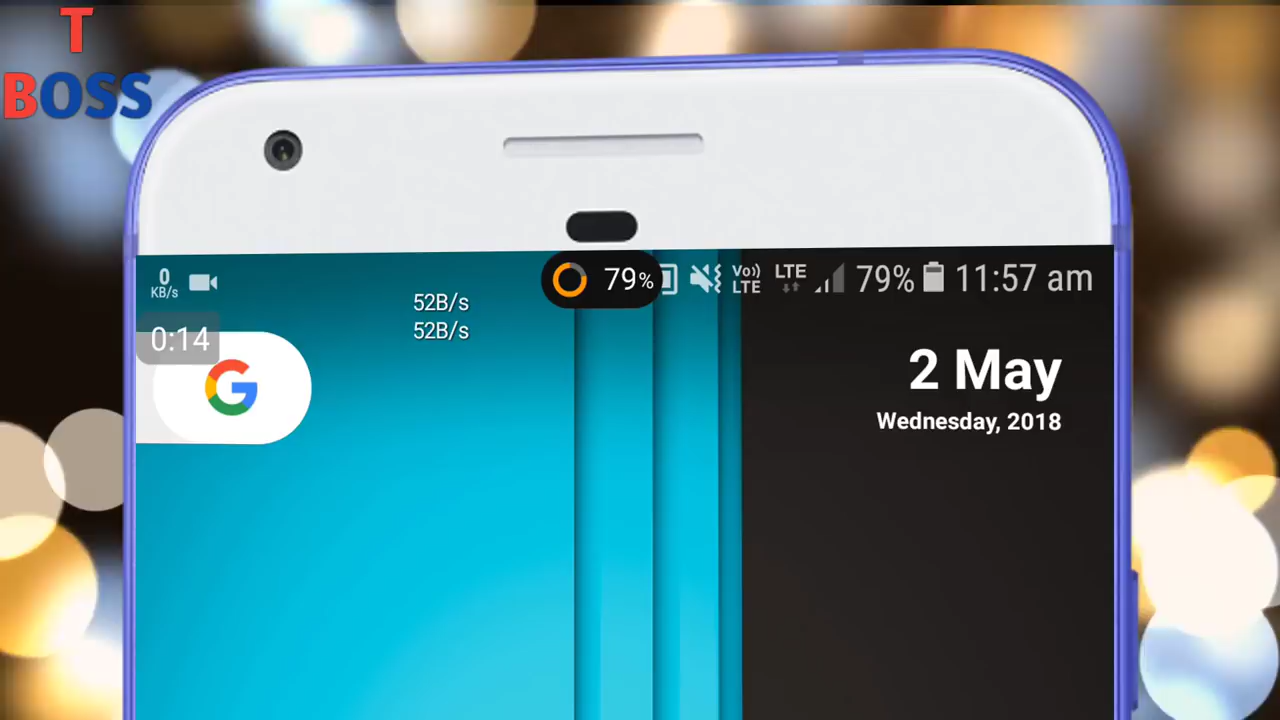 T
BOSS
0
KB/s
52B/s
52B/s
79%
Vo))
LTE
LTE
79%
11:57 am
0:14
G
2 May
Wednesday, 2018